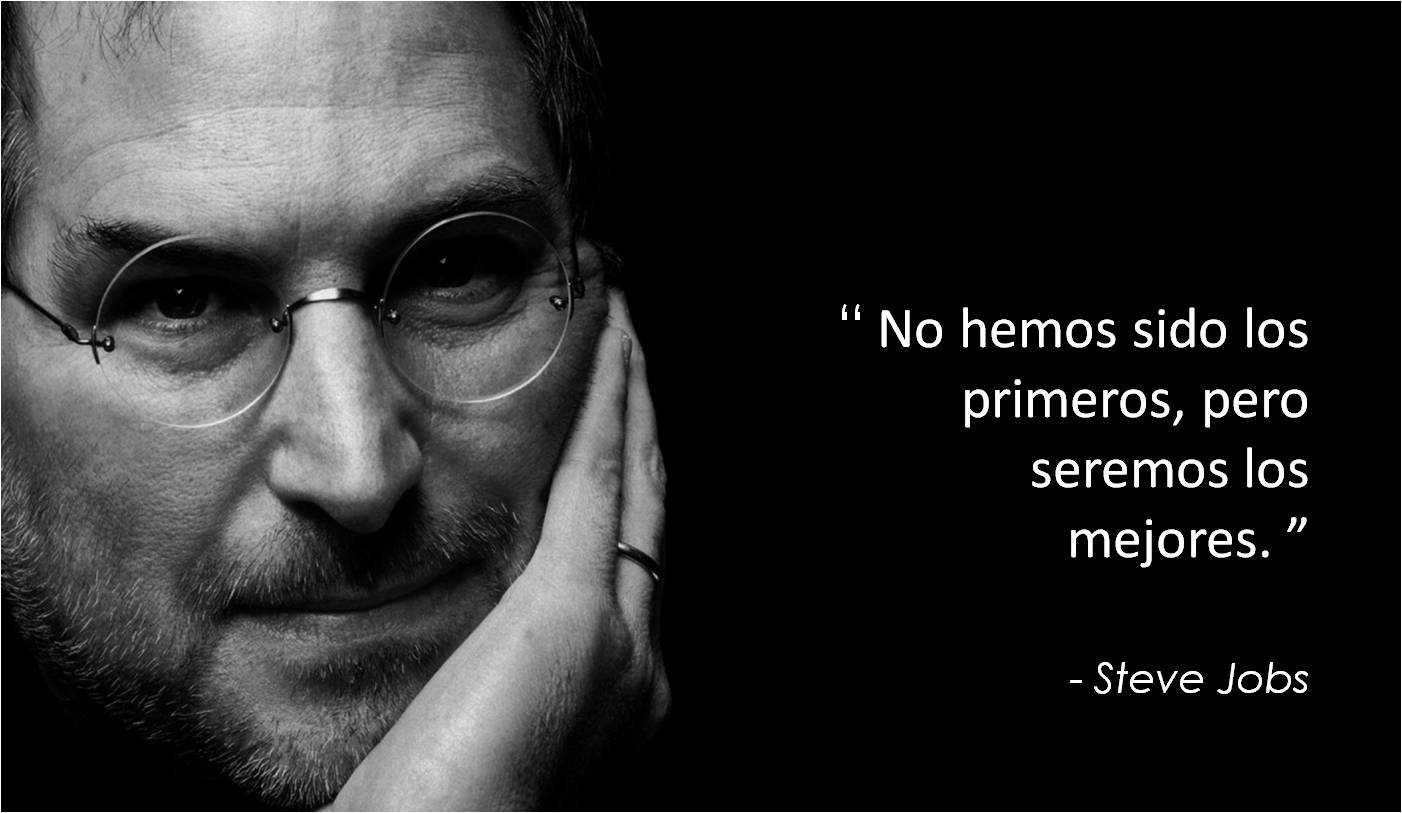 “ No hemos sido los
primeros, pero
seremos los
mejores. ”
- Steve Jobs